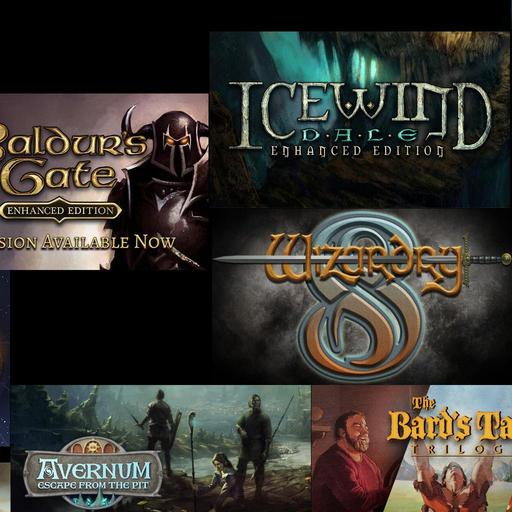 ICEWIND
DALE
ENHANCED EDITION
aldur's
Gate
ENHANCED EDITION
sion Available Now
Wizardry
8
AVERNUM
ESCAPE FROM THE PIT
The
Bard's Ta
TRILOG